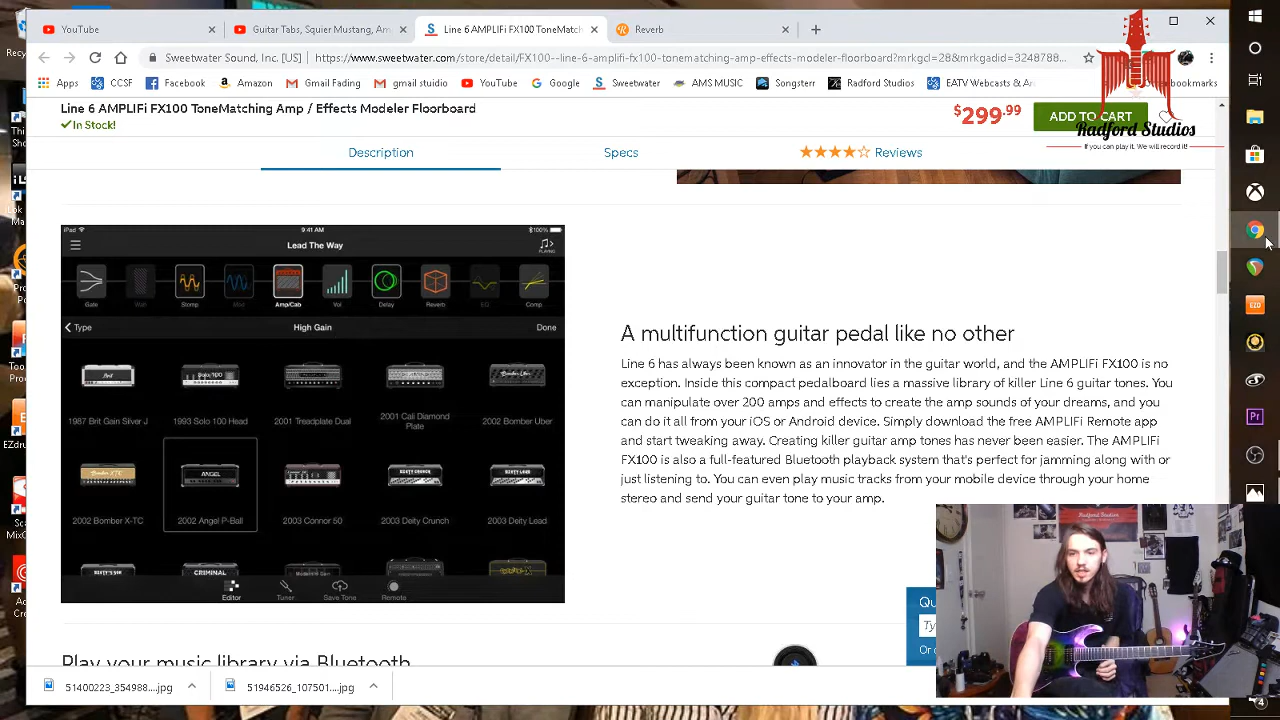 YouTube
Guitar Tabs, Squier Mustang, Am
Line 6 AMPLIFi FX100 ToneMatch
Reverb
Sweetwater Sound, Inc. [US]
https://www.sweetwater.com/store/detail/FX100--line-6-amplifi-fx100-tonematching-amp-effects-modeler-floorboard?mrkgcl=28&mrkgadid=3248788...
Apps
CCSF
Facebook
Amazon
Gmail Fading
gmail studio
YouTube
Google
Sweetwater
AMS MUSIC
Songsterr
Radford Studios
EATV Webcasts & Ar
Line 6 AMPLIFi FX100 ToneMatching Amp / Effects Modeler Floorboard
In Stock!
$299.99
ADD TO CART
Radford Studios
If you can play it. We will record it!
Description
Specs
Reviews
iPad
9:41 AM
100%
Lead The Way
PLAYING
Gate
Wah
Stomp
Mod
Amp/Cab
Vol
Delay
Reverb
EQ
Comp
Type
High Gain
Done
1987 Brit Gain Silver J
1993 Solo 100 Head
2001 Treadplate Dual
2001 Cali Diamond
Plate
2002 Bomber Uber
ANGEL
2002 Bomber X-TC
2002 Angel P-Ball
2003 Connor 50
2003 Deity Crunch
2003 Deity Lead
CRIMINAL
Editor
Tuner
Save Tone
Remote
A multifunction guitar pedal like no other
Line 6 has always been known as an innovator in the guitar world, and the AMPLIFi FX100 is no
exception. Inside this compact pedalboard lies a massive library of killer Line 6 guitar tones. You
can manipulate over 200 amps and effects to create the amp sounds of your dreams, and you
can do it all from your iOS or Android device. Simply download the free AMPLIFi Remote app
and start tweaking away. Creating killer guitar amp tones has never been easier. The AMPLIFi
FX100 is also a full-featured Bluetooth playback system that's perfect for jamming along with or
just listening to. You can even play music tracks from your mobile device through your home
stereo and send your guitar tone to your amp.
Play your music library via Bluetooth
51400223_354988....jpg
51946526_107501....jpg